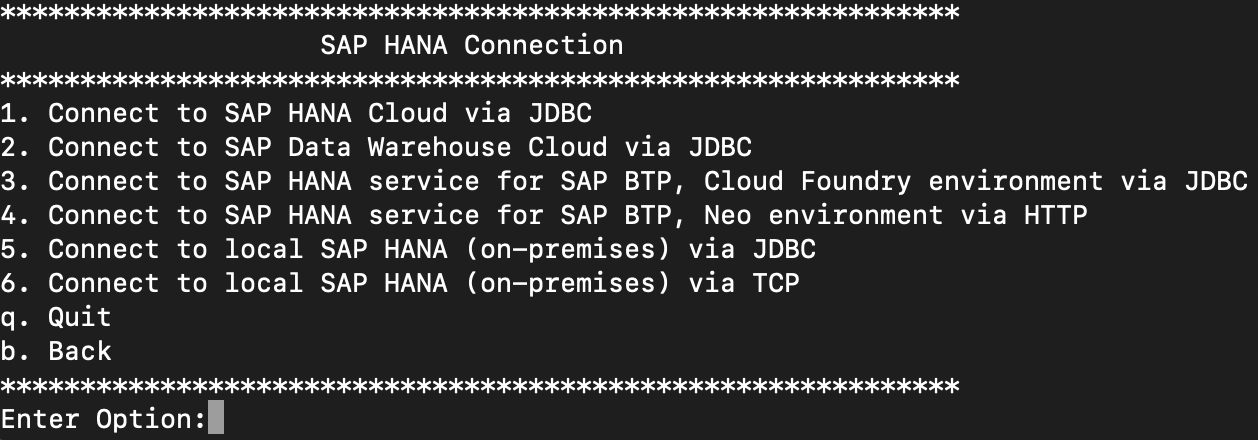 ************************************************************
SAP HANA Connection
************************************************************
1. Connect to SAP HANA Cloud via JDBC
2. Connect to SAP Data Warehouse Cloud via JDBC
3. Connect to SAP HANA service for SAP BTP, Cloud Foundry environment via JDBC
4. Connect to SAP HANA service for SAP BTP, Neo environment via HTTP
5. Connect to local SAP HANA (on-premises) via JDBC
6. Connect to local SAP HANA (on-premises) via TCP
q. Quit
b. Back
************************************************************
Enter Option: